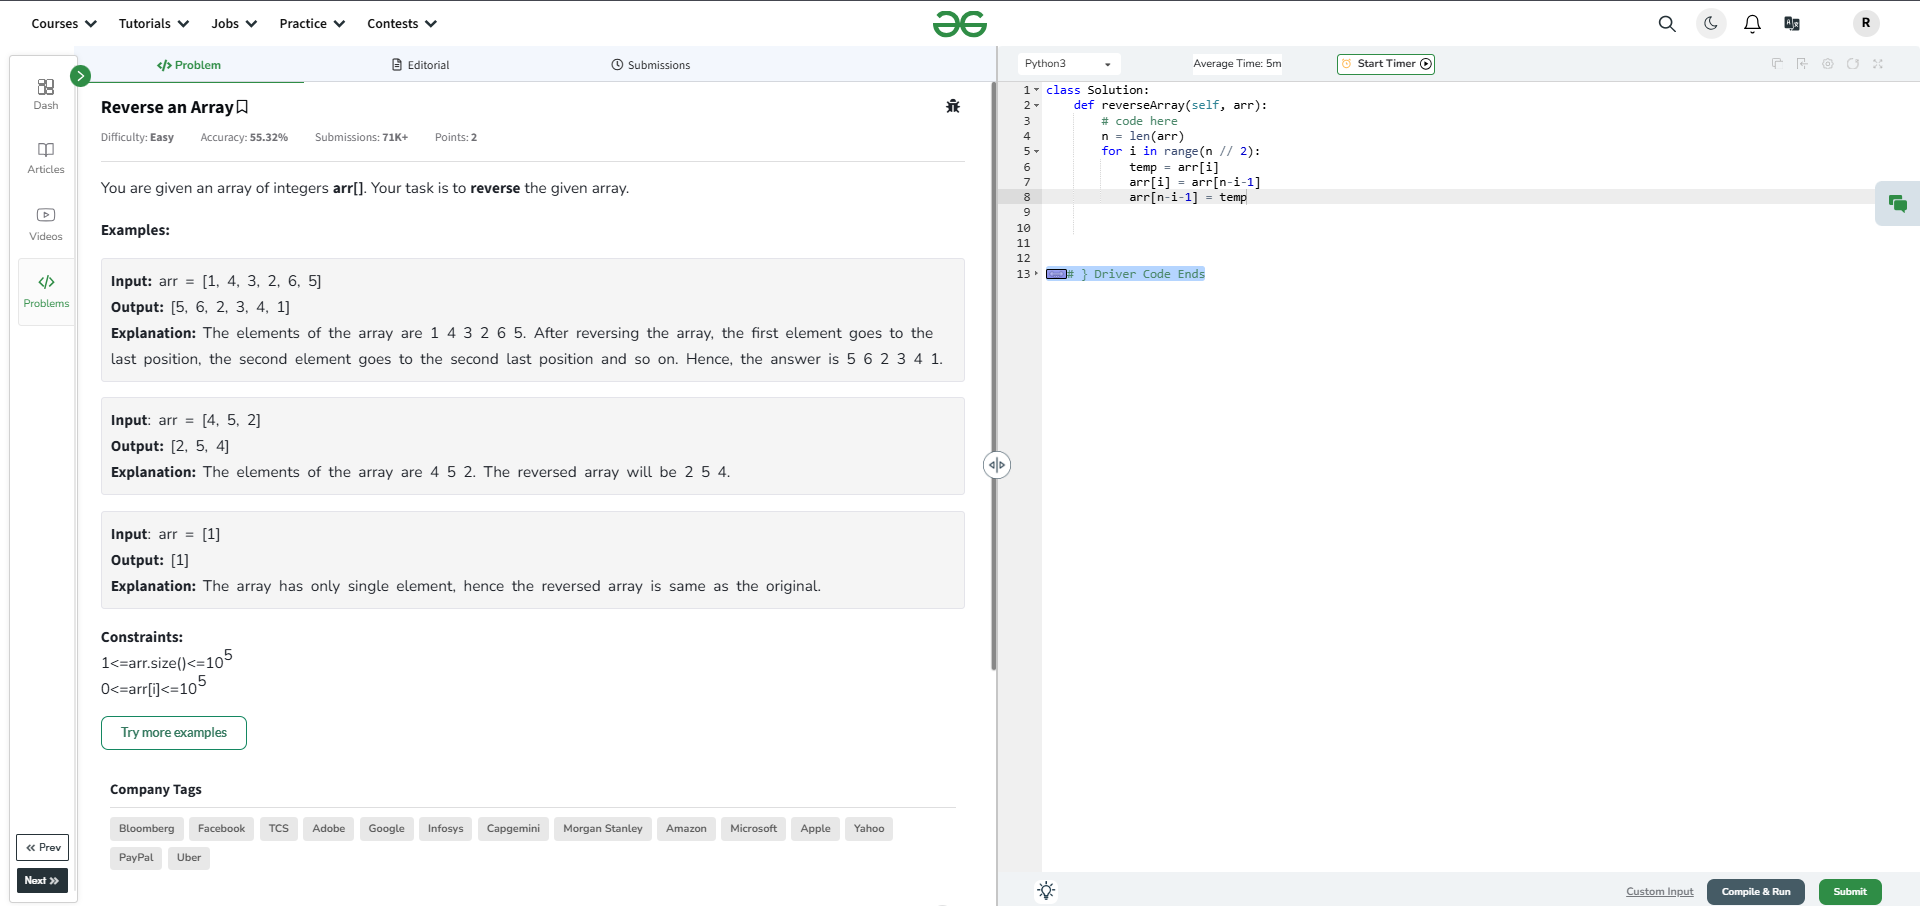 Courses Tutorials Jobs Practice Contests
R
Dash
Articles
Videos
Problems
Prev
Next
</> Problem Editorial Submissions
Reverse an Array
Difficulty: Easy Accuracy: 55.32% Submissions: 71K+ Points: 2
You are given an array of integers arr[]. Your task is to reverse the given array.
Examples:
Input: arr = [1, 4, 3, 2, 6, 5]
Output: [5, 6, 2, 3, 4, 1]
Explanation: The elements of the array are 1 4 3 2 6 5. After reversing the array, the first element goes to the
last position, the second element goes to the second last position and so on. Hence, the answer is 5 6 2 3 4 1.
Input: arr = [4, 5, 2]
Output: [2, 5, 4]
Explanation: The elements of the array are 4 5 2. The reversed array will be 2 5 4.
Input: arr = [1]
Output: [1]
Explanation: The array has only single element, hence the reversed array is same as the original.
Constraints:
1<=arr.size()<=10^5
0<=arr[i]<=10^5
Try more examples
Company Tags
Bloomberg Facebook TCS Adobe Google Infosys Capgemini Morgan Stanley Amazon Microsoft Apple Yahoo
PayPal Uber
Python3 Average Time: 5m Start Timer
1 class Solution:
2     def reverseArray(self, arr):
3         # code here
4         n = len(arr)
5         for i in range(n // 2):
6             temp = arr[i]
7             arr[i] = arr[n-i-1]
8             arr[n-i-1] = temp
9
10
11
12
13 # } Driver Code Ends
Custom Input Compile & Run Submit